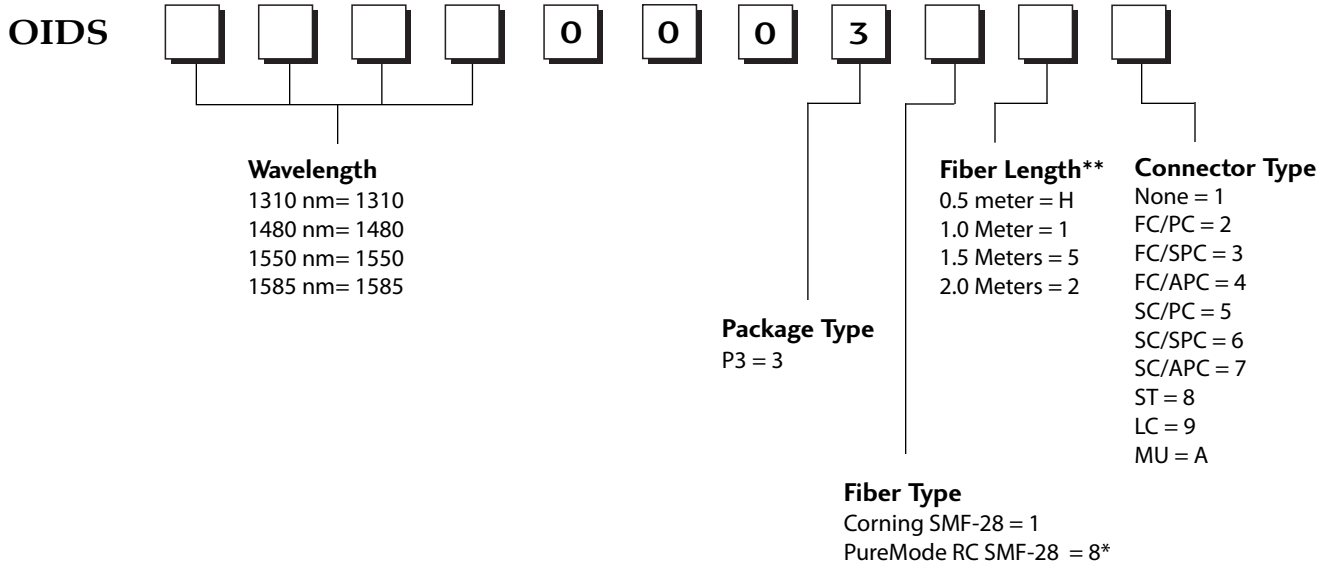 OIDS 0 0 0 3
Wavelength
1310 nm= 1310
1480 nm= 1480
1550 nm= 1550
1585 nm= 1585
Package Type
P3 = 3
Fiber Type
Corning SMF-28 = 1
PureMode RC SMF-28 = 8*
Fiber Length**
0.5 meter = H
1.0 Meter = 1
1.5 Meters = 5
2.0 Meters = 2
Connector Type
None = 1
FC/PC = 2
FC/SPC = 3
FC/APC = 4
SC/PC = 5
SC/SPC = 6
SC/APC = 7
ST = 8
LC = 9
MU = A